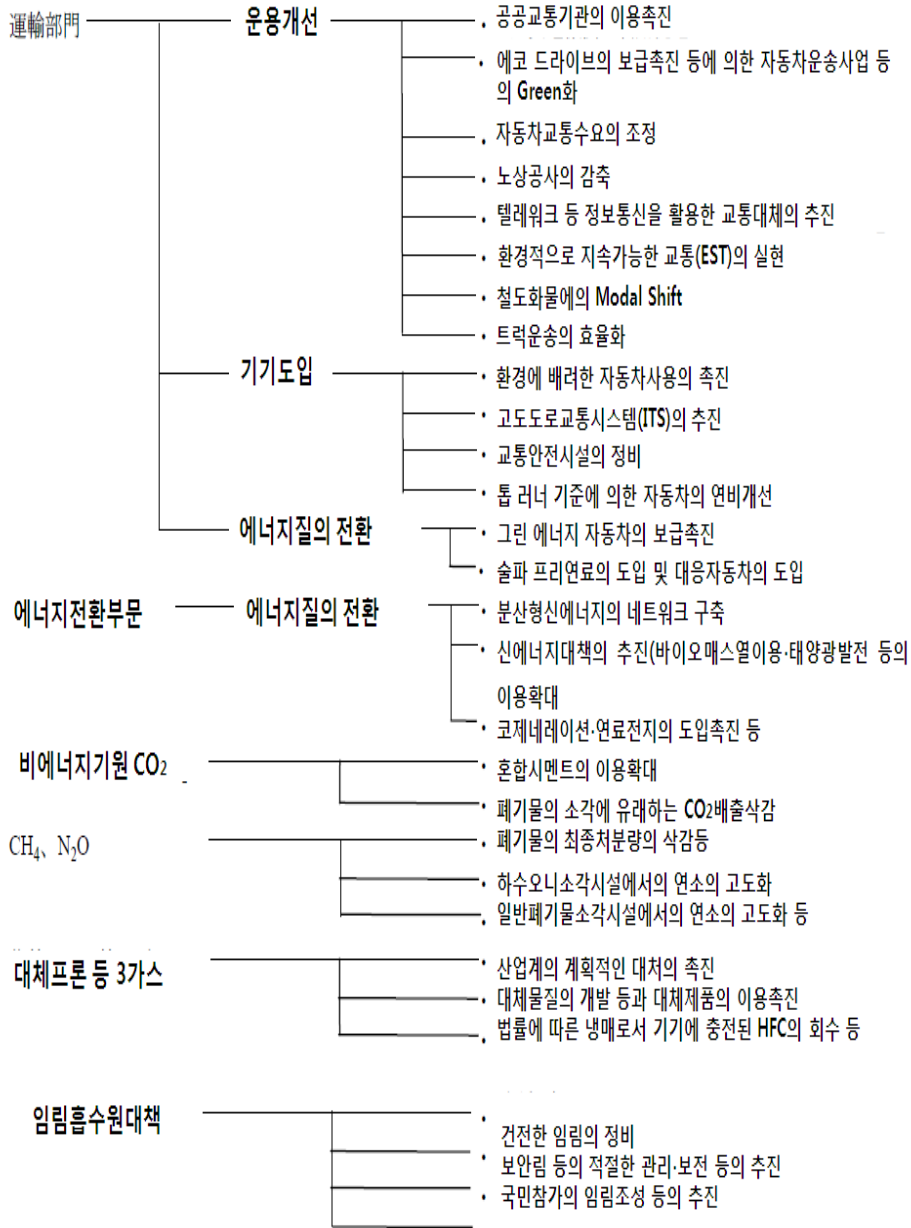 運輸部門
운용개선
• 공공교통기관의 이용촉진
• 에코 드라이브의 보급촉진 등에 의한 자동차운송사업 등
의 Green화
• 자동차교통수요의 조정
• 노상공사의 감축
• 텔레워크 등 정보통신을 활용한 교통대체의 추진
• 환경적으로 지속가능한 교통(EST)의 실현
• 철도화물에의 Modal Shift
• 트럭운송의 효율화
기기도입
• 환경에 배려한 자동차사용의 촉진
• 고도도로교통시스템(ITS)의 추진
• 교통안전시설의 정비
• 톱 러너 기준에 의한 자동차의 연비개선
에너지질의 전환
• 그린 에너지 자동차의 보급촉진
• 술파 프리연료의 도입 및 대응자동차의 도입
에너지전환부문
에너지질의 전환
• 분산형신에너지의 네트워크 구축
• 신에너지대책의 추진(바이오매스열이용·태양광발전 등의
이용확대
• 코제네레이션·연료전지의 도입촉진 등
비에너지기원 CO₂
• 혼합시멘트의 이용확대
• 폐기물의 소각에 유래하는 CO₂배출삭감
CH₄、N₂O
• 폐기물의 최종처분량의 삭감등
• 하수오니소각시설에서의 연소의 고도화
• 일반폐기물소각시설에서의 연소의 고도화 등
대체프론 등 3가스
• 산업계의 계획적인 대처의 촉진
• 대체물질의 개발 등과 대체제품의 이용촉진
• 법률에 따른 냉매로서 기기에 충전된 HFC의 회수 등
임림흡수원대책
• 건전한 임림의 정비
• 보안림 등의 적절한 관리·보전 등의 추진
• 국민참가의 임림조성 등의 추진